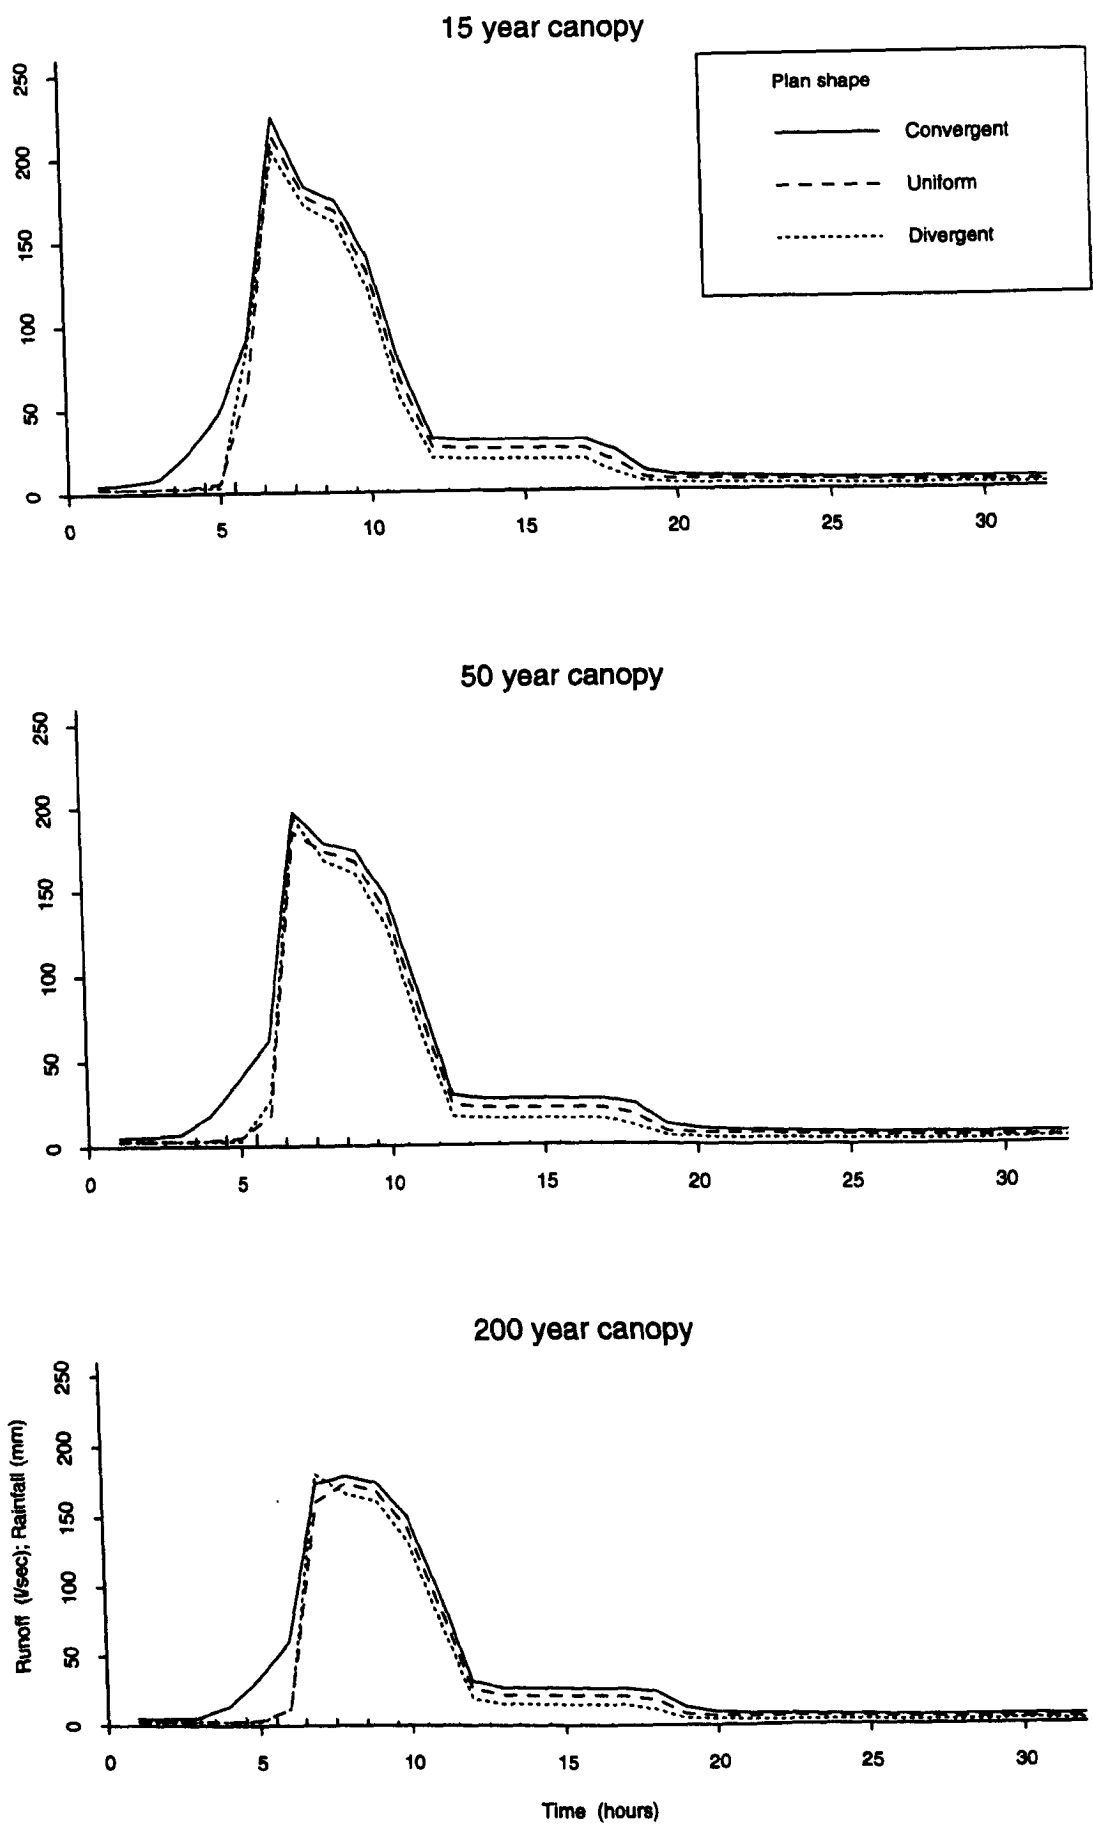 15 year canopy
Plan shape
Convergent
Uniform
Divergent
250
200
150
100
50
0
0 5 10 15 20 25 30
50 year canopy
250
200
150
100
50
0
0 5 10 15 20 25 30
200 year canopy
Runoff (l/sec); Rainfall (mm)
250
200
150
100
50
0
0 5 10 15 20 25 30
Time (hours)